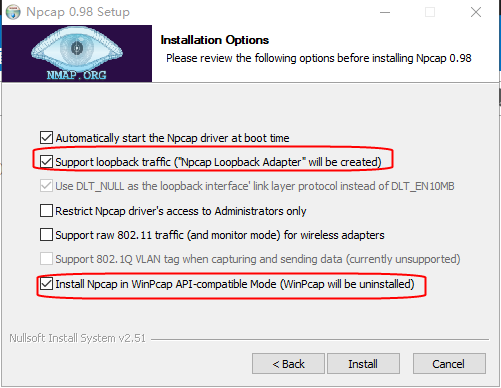 Npcap 0.98 Setup
NMAP.ORG
Installation Options
Please review the following options before installing Npcap 0.98
Automatically start the Npcap driver at boot time
Support loopback traffic ("Npcap Loopback Adapter" will be created)
Use DLT_NULL as the loopback interface' link layer protocol instead of DLT_EN10MB
Restrict Npcap driver's access to Administrators only
Support raw 802.11 traffic (and monitor mode) for wireless adapters
Support 802.1Q VLAN tag when capturing and sending data (currently unsupported)
Install Npcap in WinPcap API-compatible Mode (WinPcap will be uninstalled)
Nullsoft Install System v2.51
< Back
Install
Cancel